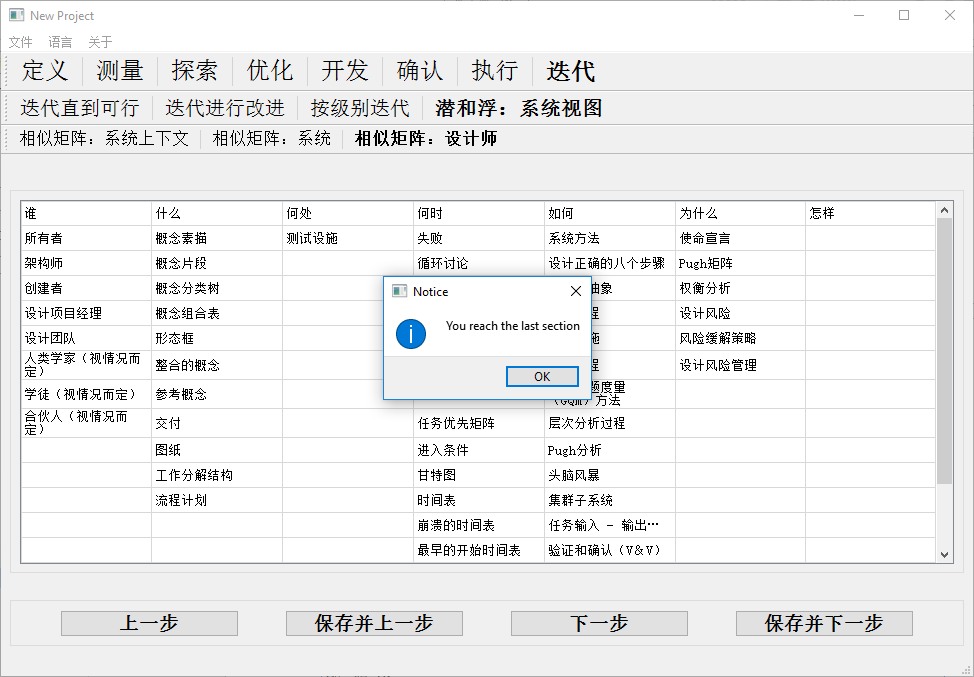 New Project
文件 语言 关于
定义 测量 探索 优化 开发 确认 执行 迭代
迭代直到可行 迭代进行改进 按级别迭代 潜和浮：系统视图
相似矩阵：系统上下文 相似矩阵：系统 相似矩阵：设计师
谁 什么 何处 何时 如何 为什么 怎样
所有者 概念素描 测试设施 失败 系统方法 使命宣言
架构师 概念片段 循环讨论 设计正确的八个步骤 Pugh矩阵
创建者 概念分类树 抽象 权衡分析
设计项目经理 概念组合表 程 设计风险
设计团队 形态框 施 风险缓解策略
人类学家（视情况而
定） 整合的概念 程 设计风险管理
学徒（视情况而定） 参考概念 题度量
（GQM）方法
合伙人（视情况而
定） 交付 任务优先矩阵 层次分析过程
图纸 进入条件 Pugh分析
工作分解结构 甘特图 头脑风暴
流程计划 时间表 集群子系统
崩溃的时间表 任务输入 - 输出…
最早的开始时间表 验证和确认（V＆V）
Notice
You reach the last section
OK
上一步 保存并上一步 下一步 保存并下一步